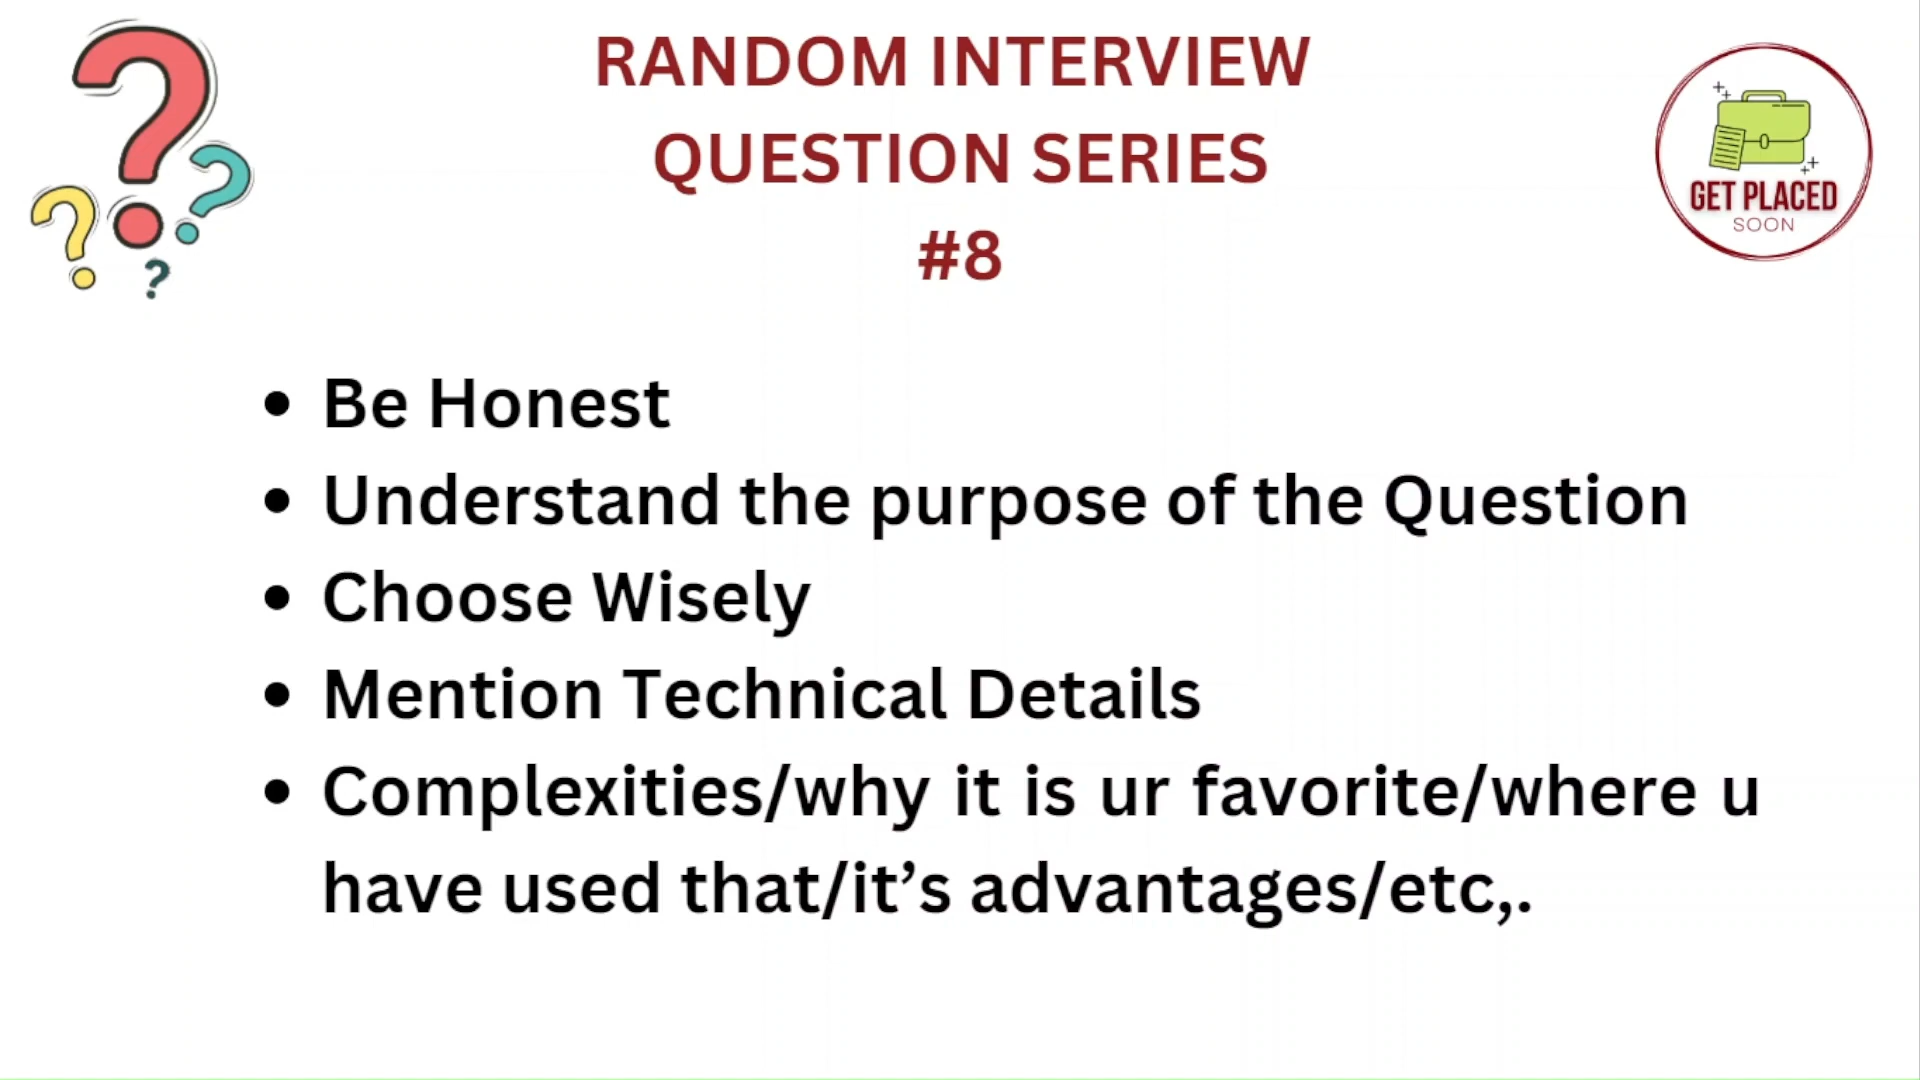 RANDOM INTERVIEW
QUESTION SERIES
#8
GET PLACED
SOON
• Be Honest
• Understand the purpose of the Question
• Choose Wisely
• Mention Technical Details
• Complexities/why it is ur favorite/where u
have used that/it’s advantages/etc,.